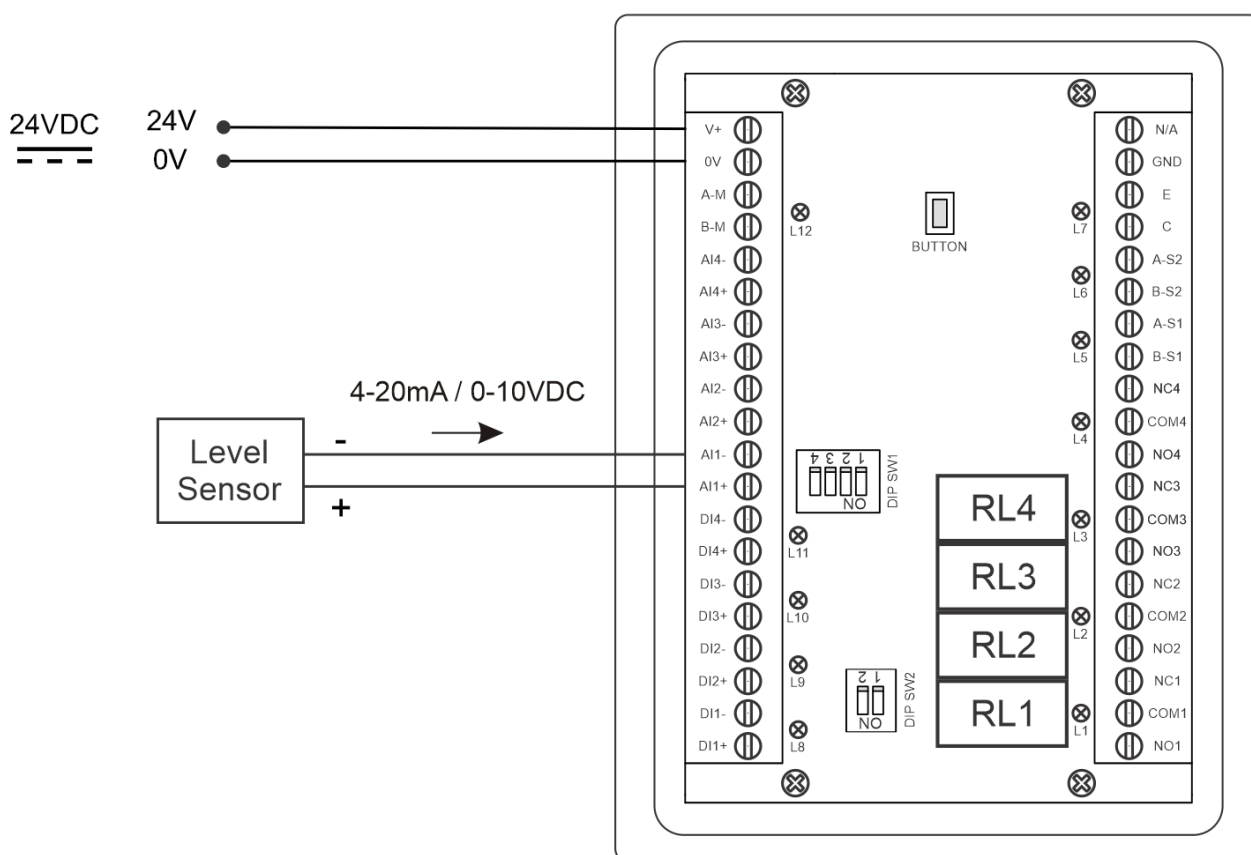 24VDC
24V
0V
4-20mA / 0-10VDC
Level
Sensor
-
+
V+
0V
A-M
B-M
AI4-
AI4+
AI3-
AI3+
AI2-
AI2+
AI1-
AI1+
DI4-
DI4+
DI3-
DI3+
DI2-
DI2+
DI1-
DI1+
L12
L11
L10
L9
L8
BUTTON
1 2 3 4
ON
DIP SW1
1 2
ON
DIP SW2
RL4
RL3
RL2
RL1
L7
L6
L5
L4
L3
L2
L1
N/A
GND
E
C
A-S2
B-S2
A-S1
B-S1
NC4
COM4
NO4
NC3
COM3
NO3
NC2
COM2
NO2
NC1
COM1
NO1